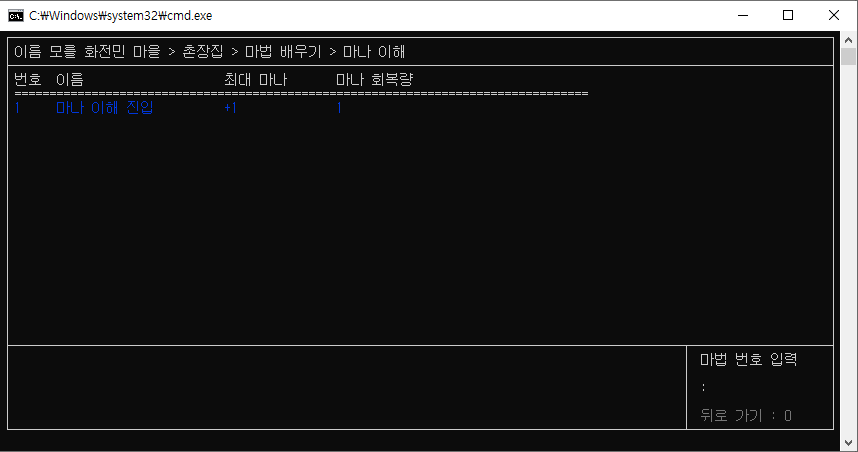 C:₩Windows₩system32₩cmd.exe
이름 모를 화전민 마을 > 촌장집 > 마법 배우기 > 마나 이해
번호 이름 최대 마나 마나 회복량
==================================================================================
1 마나 이해 진입 +1 1
마법 번호 입력
:
뒤로 가기 : 0